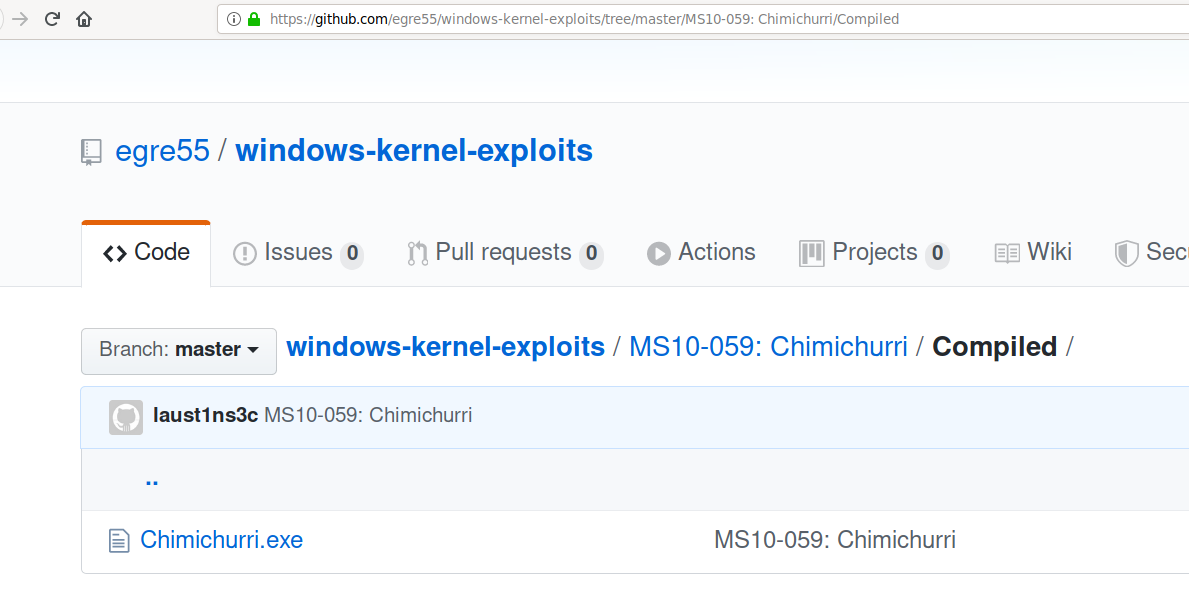 https://github.com/egre55/windows-kernel-exploits/tree/master/MS10-059: Chimichurri/Compiled
egre55 / windows-kernel-exploits
Code Issues 0 Pull requests 0 Actions Projects 0 Wiki Secu
Branch: master windows-kernel-exploits / MS10-059: Chimichurri / Compiled /
laust1ns3c MS10-059: Chimichurri
..
Chimichurri.exe MS10-059: Chimichurri